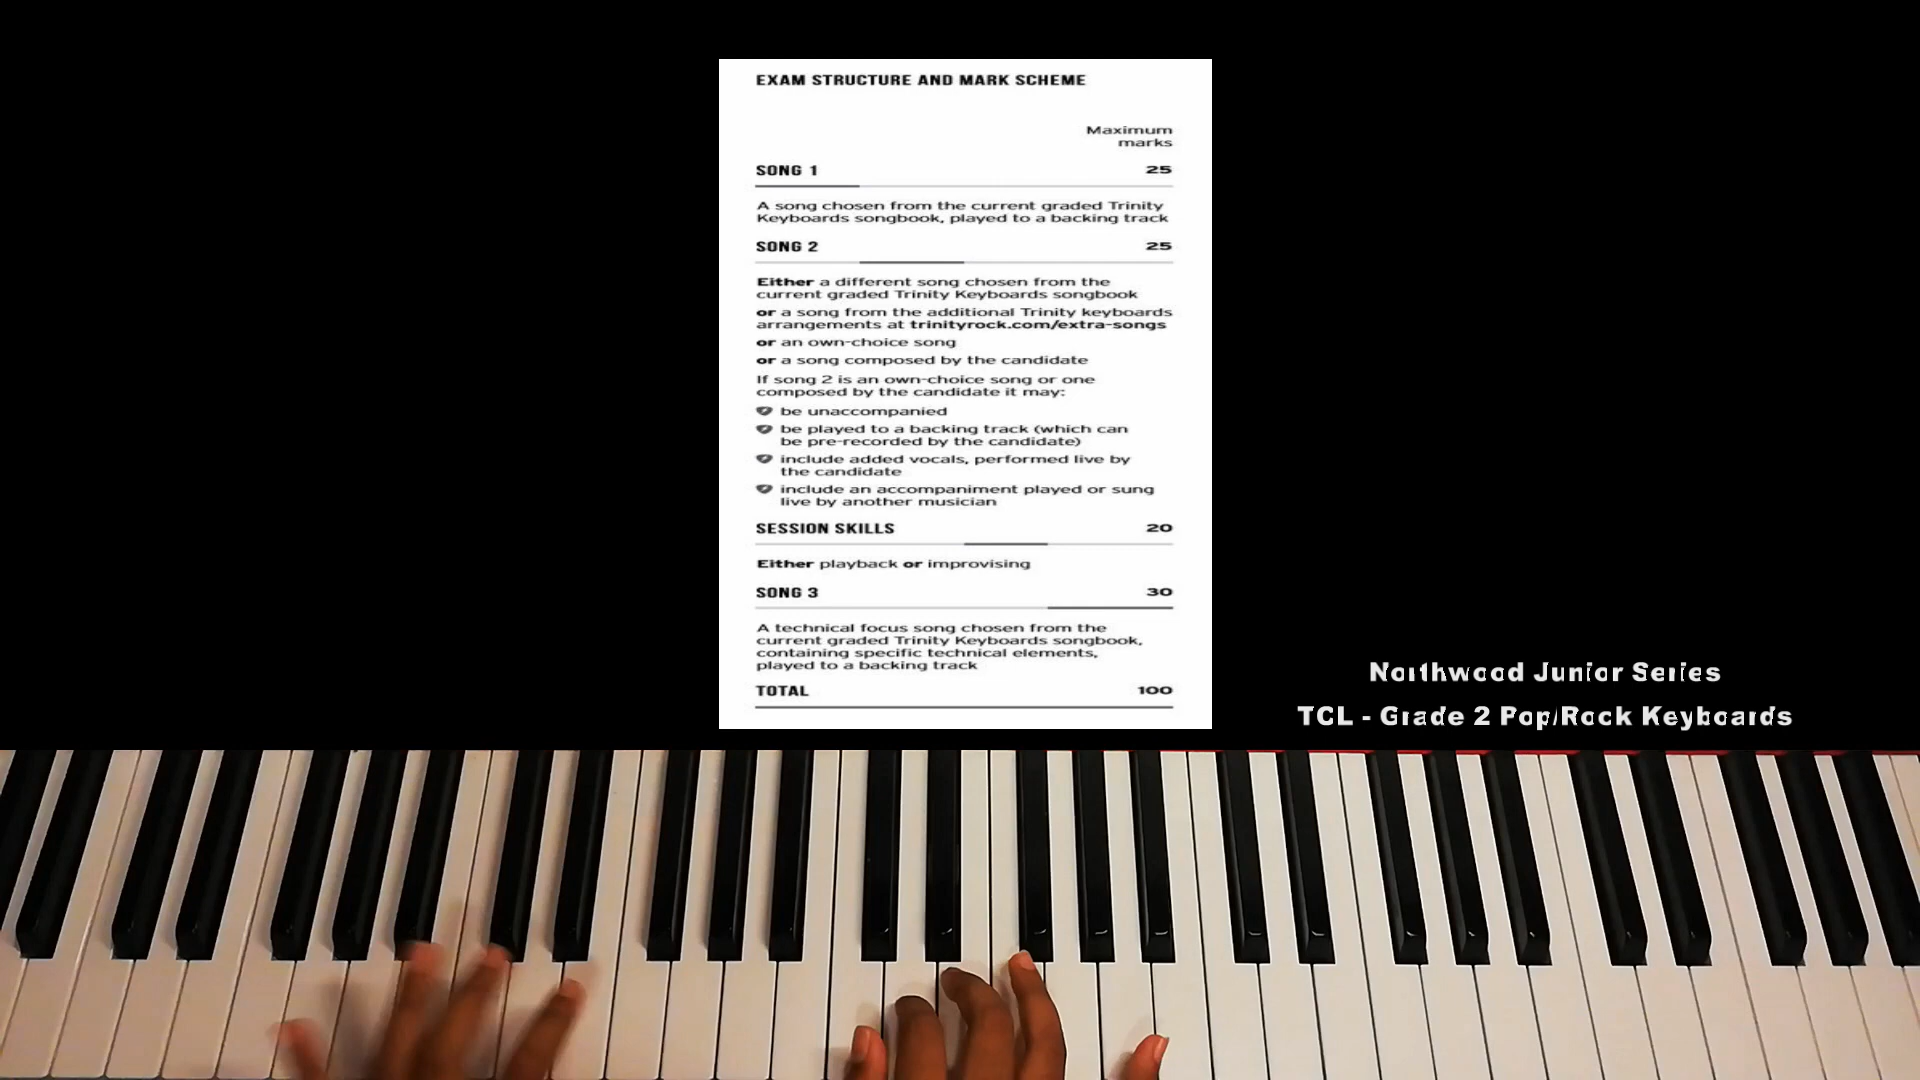 EXAM STRUCTURE AND MARK SCHEME
Maximum
marks
SONG 1 25
A song chosen from the current graded Trinity
Keyboards songbook, played to a backing track
SONG 2 25
Either a different song chosen from the
current graded Trinity Keyboards songbook
or a song from the additional Trinity keyboards
arrangements at trinityrock.com/extra-songs
or an own-choice song
or a song composed by the candidate
If song 2 is an own-choice song or one
composed by the candidate it may:
be unaccompanied
be played to a backing track (which can
be pre-recorded by the candidate)
include added vocals, performed live by
the candidate
include an accompaniment played or sung
live by another musician
SESSION SKILLS 20
Either playback or improvising
SONG 3 30
A technical focus song chosen from the
current graded Trinity Keyboards songbook,
containing specific technical elements,
played to a backing track
TOTAL 100
Northwood Junior Series
TCL - Grade 2 Pop/Rock Keyboards